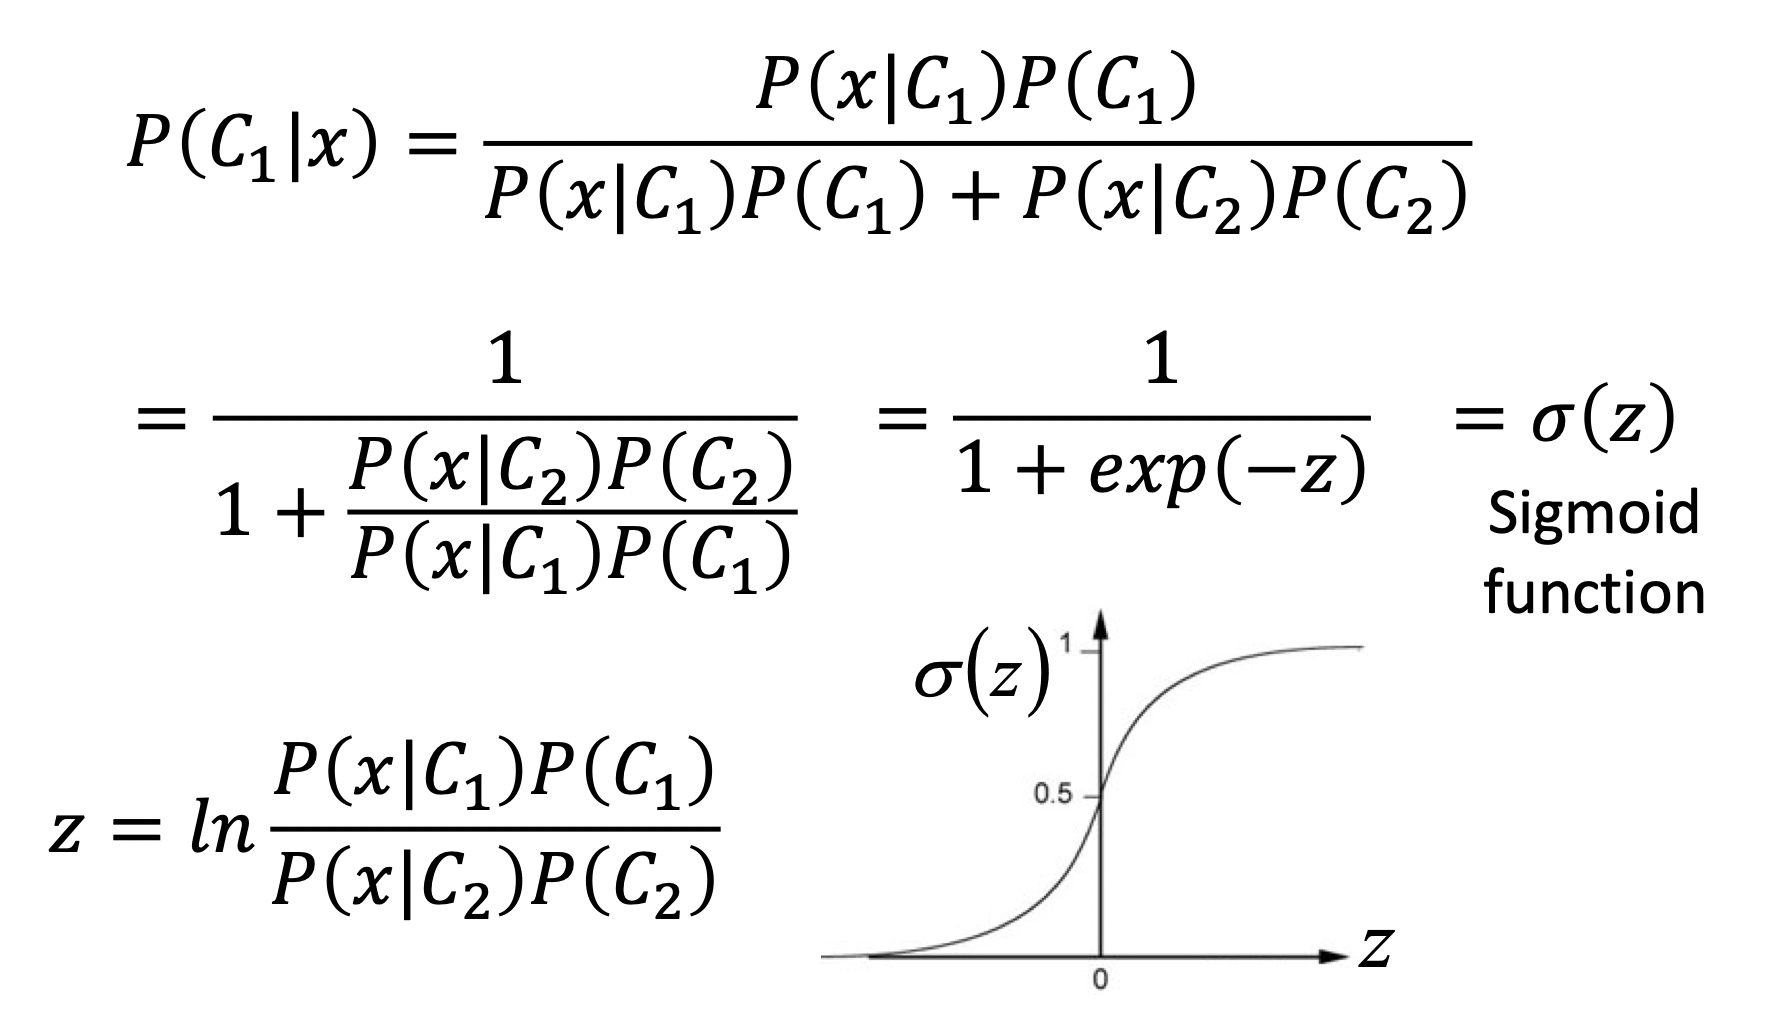 P(C₁|x) = P(x|C₁)P(C₁) / P(x|C₁)P(C₁) + P(x|C₂)P(C₂)
= 1 / 1 + P(x|C₂)P(C₂) / P(x|C₁)P(C₁) = 1 / 1 + exp(−z) = σ(z)
Sigmoid
function
z = ln P(x|C₁)P(C₁) / P(x|C₂)P(C₂)
σ(z)
1
0.5
0
z